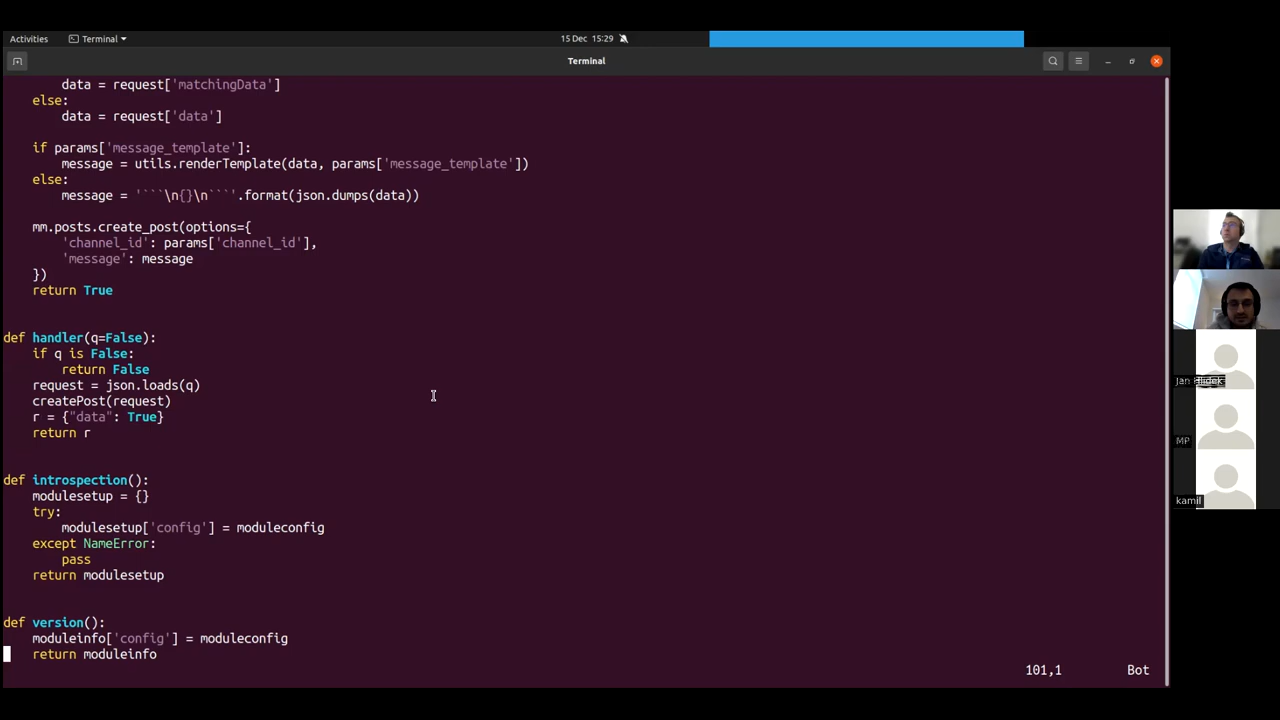 Activities
Terminal
15 Dec 15:29
Terminal
data = request['matchingData']
else:
data = request['data']
if params['message_template']:
message = utils.renderTemplate(data, params['message_template'])
else:
message = '```\n{}\n```'.format(json.dumps(data))
mm.posts.create_post(options={
'channel_id': params['channel_id'],
'message': message
})
return True
def handler(q=False):
if q is False:
return False
request = json.loads(q)
createPost(request)
r = {"data": True}
return r
def introspection():
modulesetup = {}
try:
modulesetup['config'] = moduleconfig
except NameError:
pass
return modulesetup
def version():
moduleinfo['config'] = moduleconfig
return moduleinfo
101,1 Bot
Jan
MP
kamil